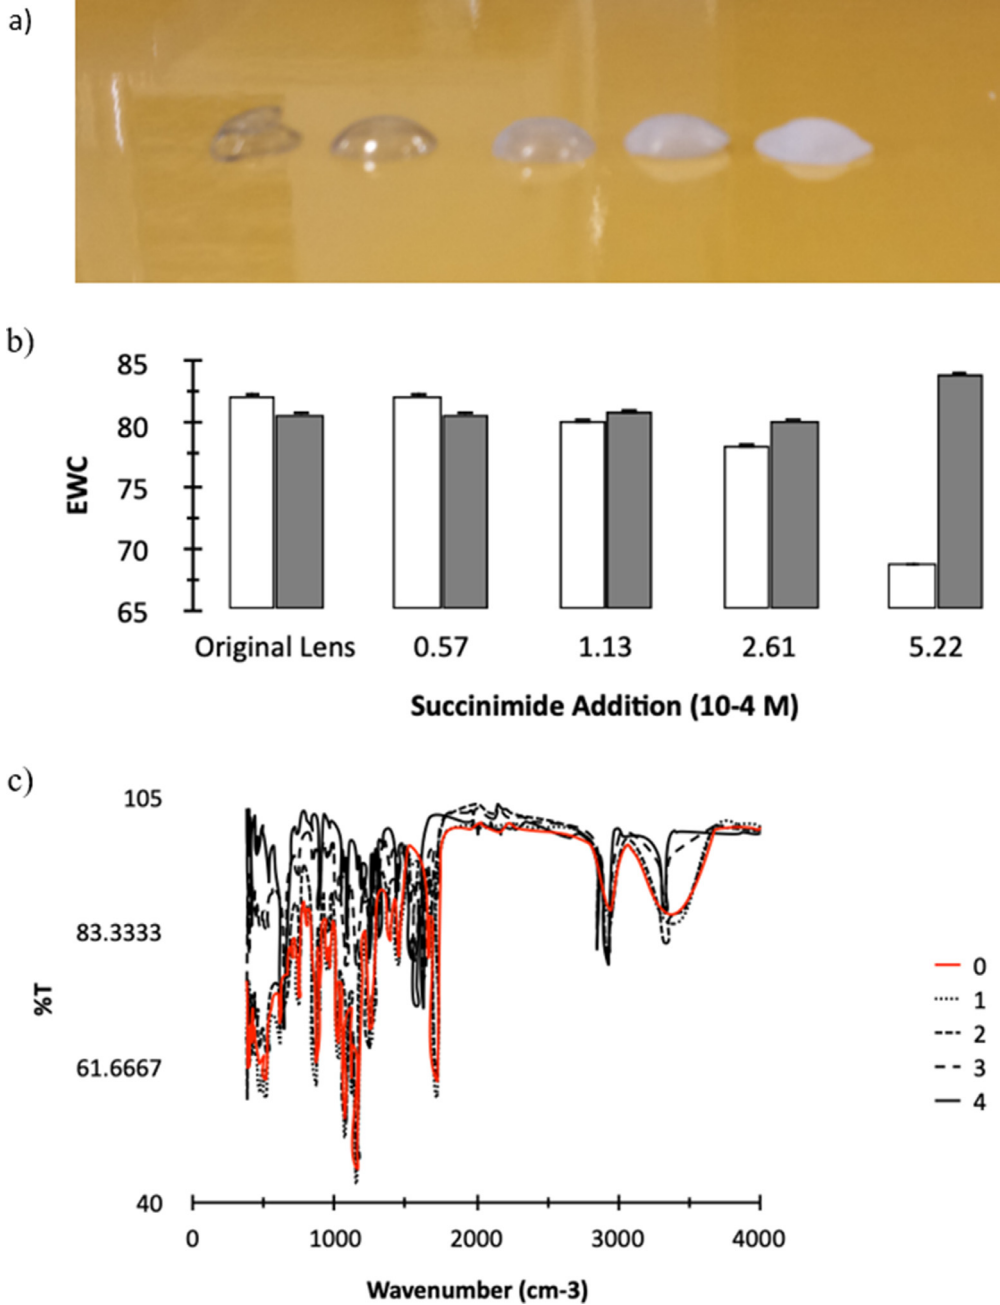 a)
b)
85
80
75
70
65
EWC
Original Lens 0.57 1.13 2.61 5.22
Succinimide Addition (10-4 M)
c)
105
83.3333
61.6667
40
%T
0 1000 2000 3000 4000
Wavenumber (cm-3)
0
1
2
3
4